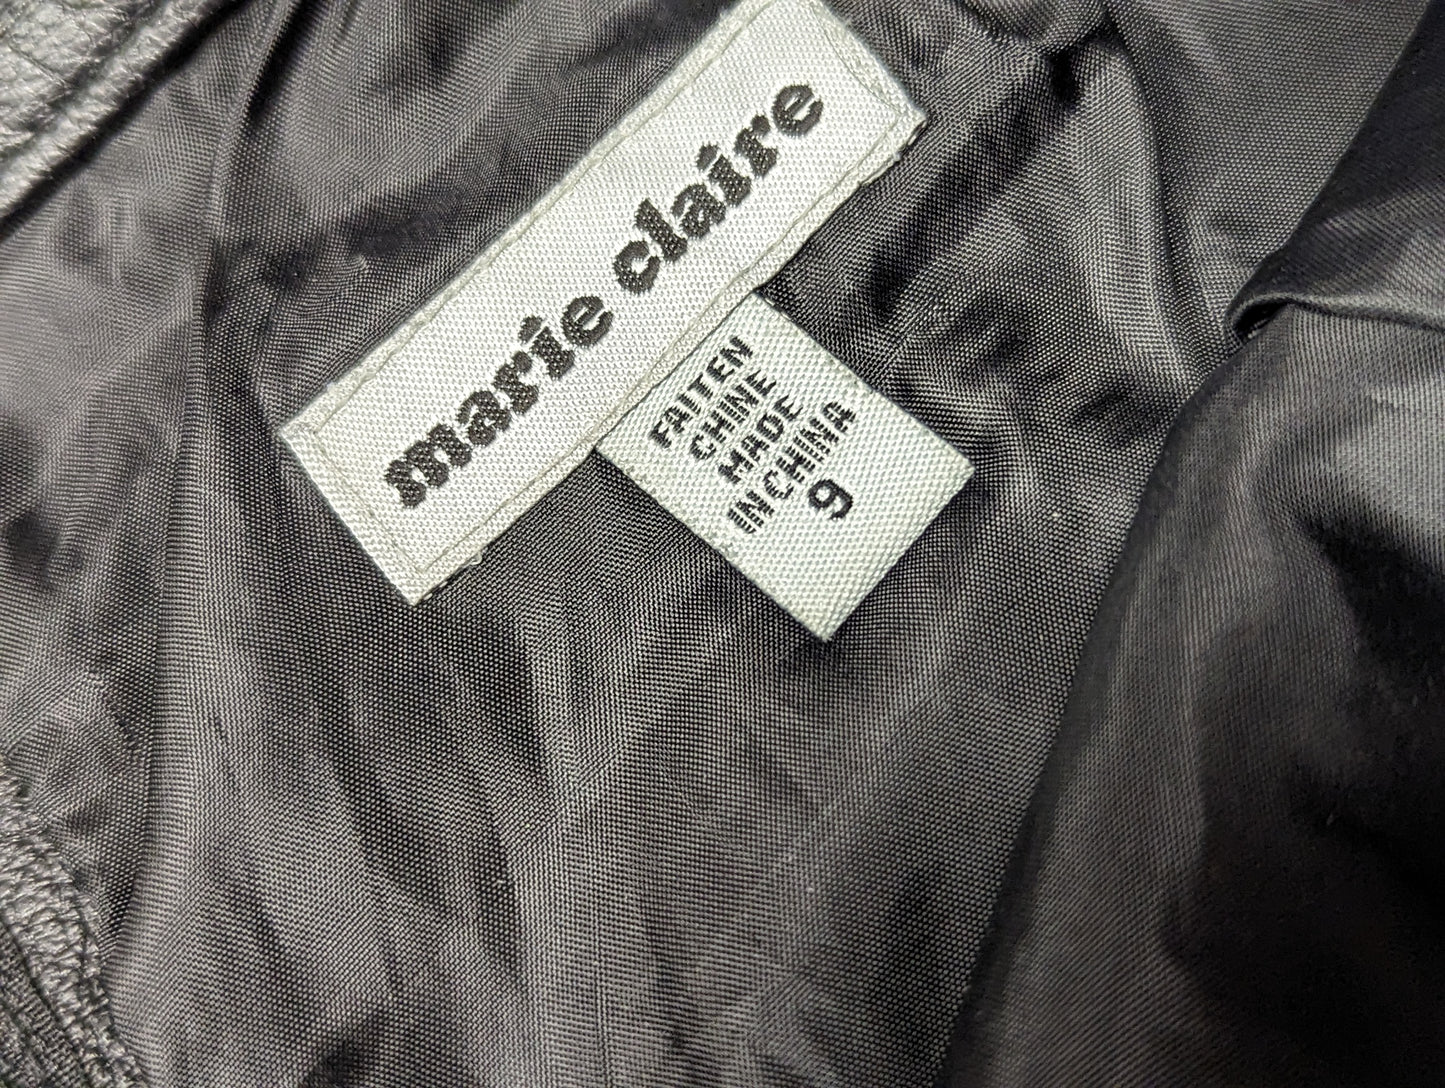 marie claire
FAIT EN
CHINE
MADE
IN CHINA
9